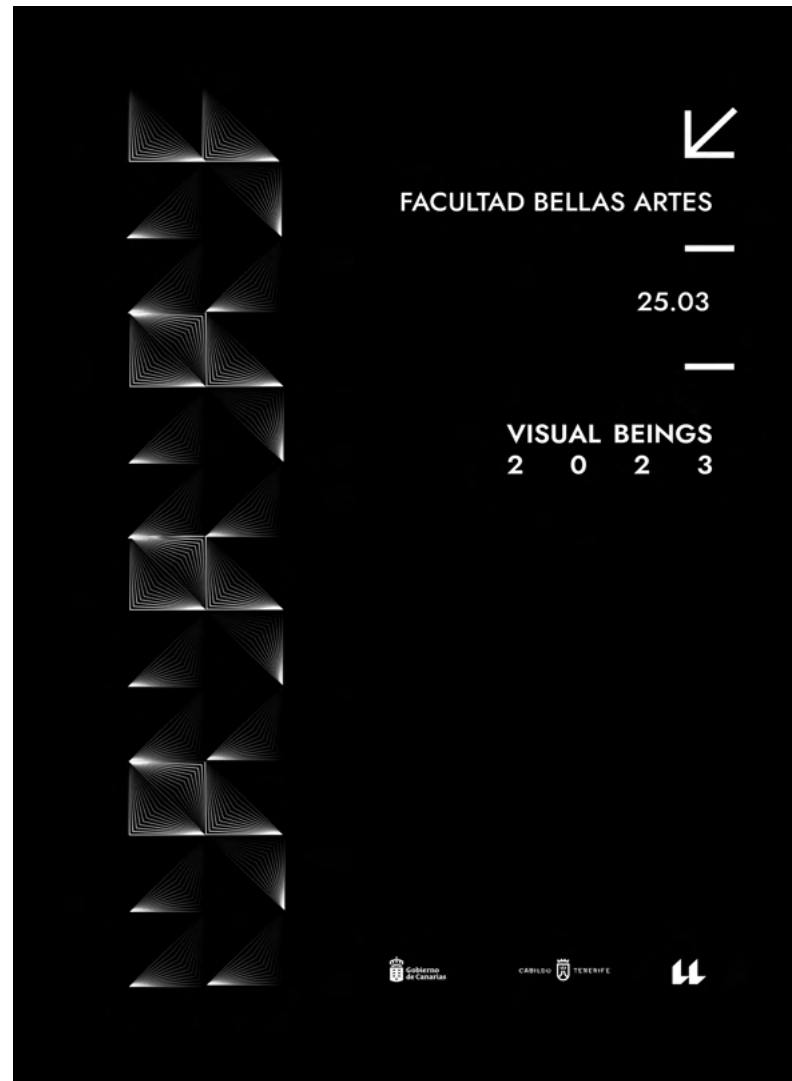 FACULTAD BELLAS ARTES
25.03
VISUAL BEINGS
2 0 2 3
Gobierno
de Canarias
CABILDO TENERIFE